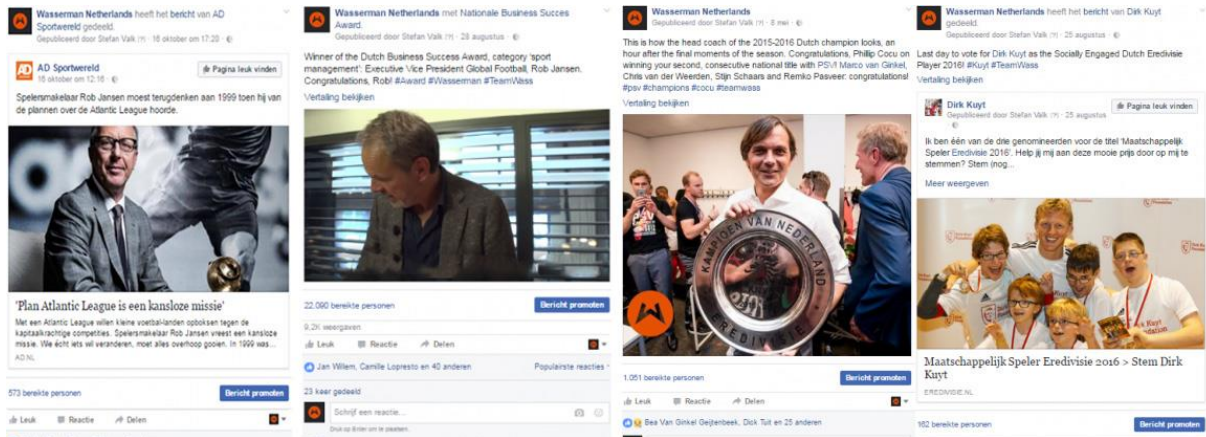 Wasserman Netherlands heeft het bericht van AD
Sportwereld gedeeld.
Gepubliceerd door Stefan Valk [?] · 16 oktober om 17:20 ·
AD Sportwereld
16 oktober om 12:16 ·
Pagina leuk vinden
Spelersmakelaar Rob Jansen moest terugdenken aan 1999 toen hij van
de plannen over de Atlantic League hoorde.
'Plan Atlantic League is een kansloze missie'
Met een Atlantic League willen kleine voetbal-landen opboksen tegen de
kapitaalkrachtige competities. Spelersmakelaar Rob Jansen vreest een kansloze
missie. We écht iets wil veranderen, moet alles overhoop gooien. In 1999 was...
AD.NL
573 bereikte personen
Bericht promoten
Leuk Reactie Delen
Wasserman Netherlands met Nationale Business Succes
Award.
Gepubliceerd door Stefan Valk [?] · 28 augustus ·
Winner of the Dutch Business Success Award, category 'sport
management': Executive Vice President Global Football, Rob Jansen.
Congratulations, Rob! #Award #Wasserman #TeamWass
Vertaling bekijken
22.090 bereikte personen
Bericht promoten
9,2K weergaven
Leuk Reactie Delen
Jan Willem, Camille Lopresto en 40 anderen
Populairste reacties
23 keer gedeeld
Schrijf een reactie...
Druk op Enter om te plaatsen.
Wasserman Netherlands
Gepubliceerd door Stefan Valk [?] · 8 mei ·
This is how the head coach of the 2015-2016 Dutch champion looks, an
hour after the final moments of the season. Congratulations, Phillip Cocu on
winning your second, consecutive national title with PSV! Marco van Ginkel,
Chris van der Weerden, Stijn Schaars and Remko Pasveer: congratulations!
#psv #champions #cocu #teamwass
Vertaling bekijken
KAMPIOEN VAN NEDERLAND
EREDIVISIE
1.051 bereikte personen
Bericht promoten
Leuk Reactie Delen
Bea Van Ginkel Geijtenbeek, Dick Tuit en 25 anderen
Wasserman Netherlands heeft het bericht van Dirk Kuyt
gedeeld.
Gepubliceerd door Stefan Valk [?] · 25 augustus ·
Last day to vote for Dirk Kuyt as the Socially Engaged Dutch Eredivisie
Player 2016! #Kuyt #TeamWass
Vertaling bekijken
Dirk Kuyt
Gepubliceerd door Stefan Valk [?] · 25 augustus
Pagina leuk vinden
Ik ben één van de drie genomineerden voor de titel 'Maatschappelijk
Speler Eredivisie 2016'. Help jij mij aan deze mooie prijs door op mij te
stemmen? Stem (nog...
Meer weergeven
Maatschappelijk Speler Eredivisie 2016 > Stem Dirk
Kuyt
EREDIVISIE.NL
162 bereikte personen
Bericht promoten